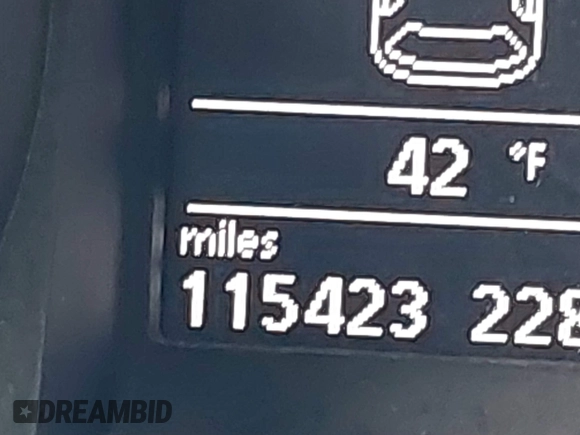 42 °F
miles
115423 228
DREAMBID